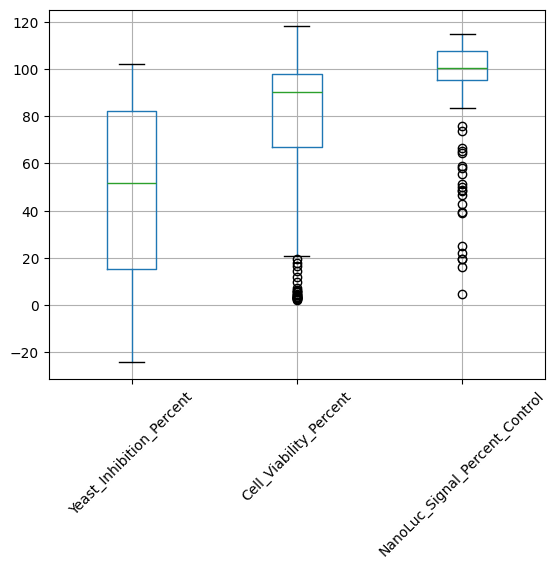 120
100
80
60
40
20
0
−20
Yeast_Inhibition_Percent
Cell_Viability_Percent
NanoLuc_Signal_Percent_Control